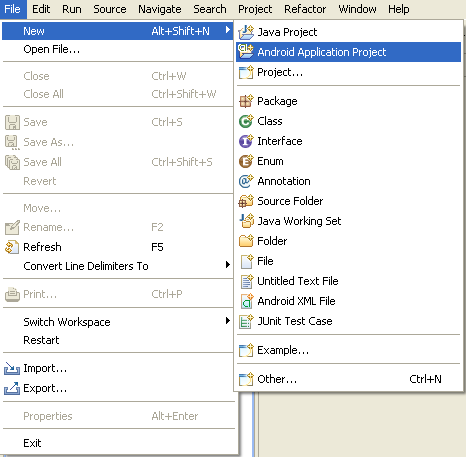 File Edit Run Source Navigate Search Project Refactor Window Help
New Alt+Shift+N
Open File...
Close Ctrl+W
Close All Ctrl+Shift+W
Save Ctrl+S
Save As...
Save All Ctrl+Shift+S
Revert
Move...
Rename... F2
Refresh F5
Convert Line Delimiters To
Print... Ctrl+P
Switch Workspace
Restart
Import...
Export...
Properties Alt+Enter
Exit
Java Project
Android Application Project
Project...
Package
Class
Interface
Enum
Annotation
Source Folder
Java Working Set
Folder
File
Untitled Text File
Android XML File
JUnit Test Case
Example...
Other... Ctrl+N